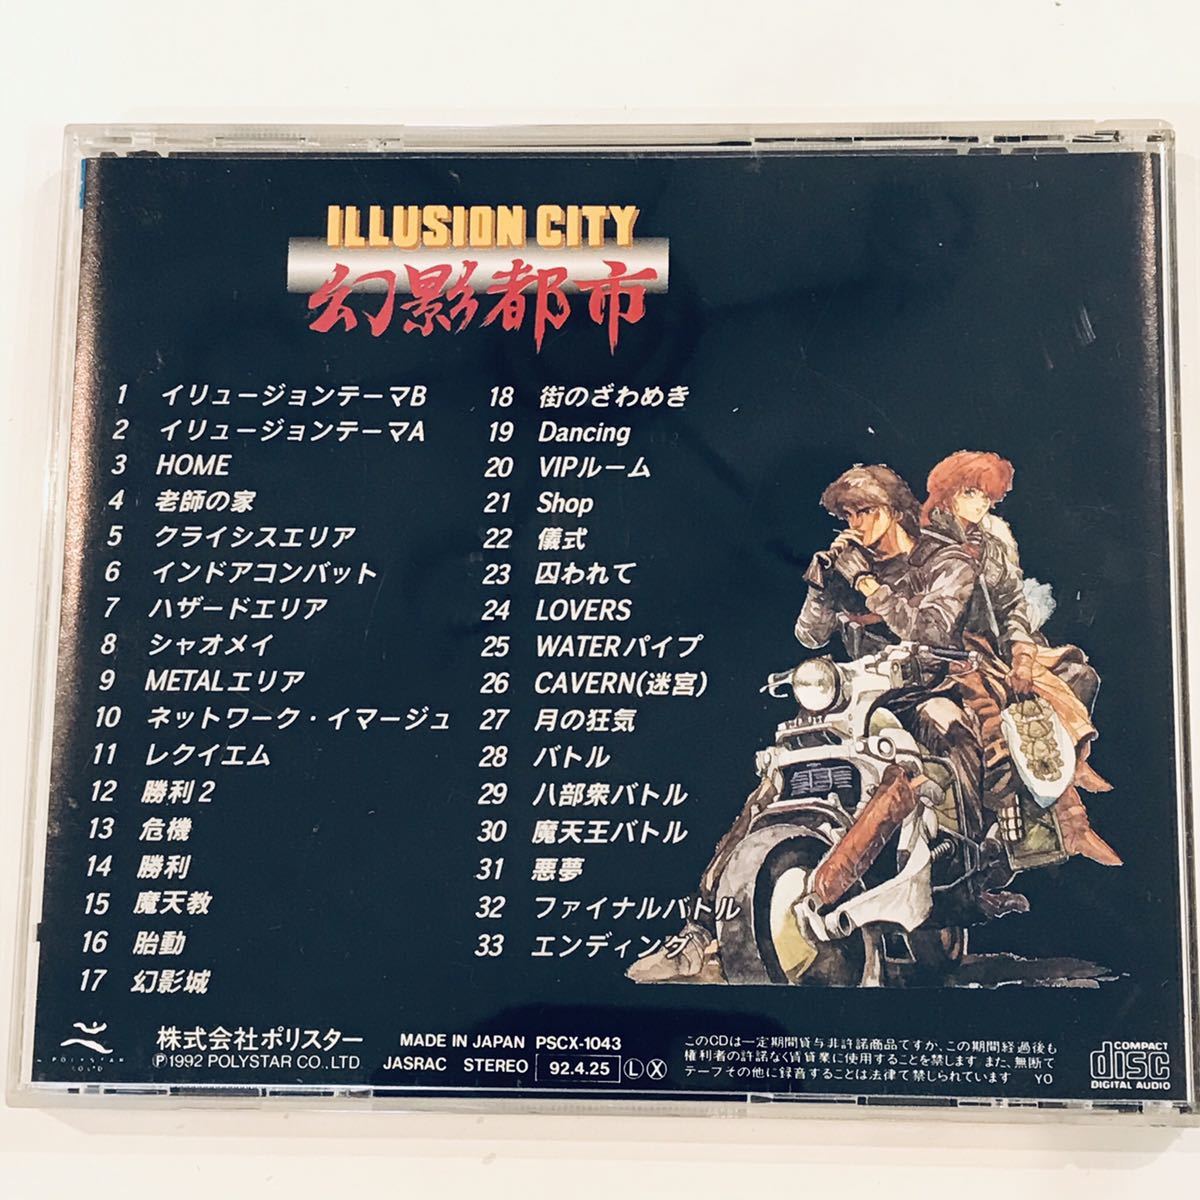 ILLUSION CITY
幻影都市
1 イリュージョンテーマB
2 イリュージョンテーマA
3 HOME
4 老師の家
5 クライシスエリア
6 インドアコンバット
7 ハザードエリア
8 シャオメイ
9 METALエリア
10 ネットワーク・イマージュ
11 レクイエム
12 勝利2
13 危機
14 勝利
15 魔天教
16 胎動
17 幻影城
18 街のざわめき
19 Dancing
20 VIPルーム
21 Shop
22 儀式
23 囚われて
24 LOVERS
25 WATERパイプ
26 CAVERN(迷宮)
27 月の狂気
28 バトル
29 八部衆バトル
30 魔天王バトル
31 悪夢
32 ファイナルバトル
33 エンディング
POLYSTAR
株式会社ポリスター
Ⓟ1992 POLYSTAR CO.,LTD.
MADE IN JAPAN PSCX-1043
JASRAC STEREO 92.4.25 Ⓛ Ⓧ
このCDは一定期間貸与非許諾商品ですか、この期間経過後も
権利者の許諾なく賃貸業に使用することを禁します また、無断て
テープその他に録音することは法律て禁しられています YO
COMPACT
disc
DIGITAL AUDIO